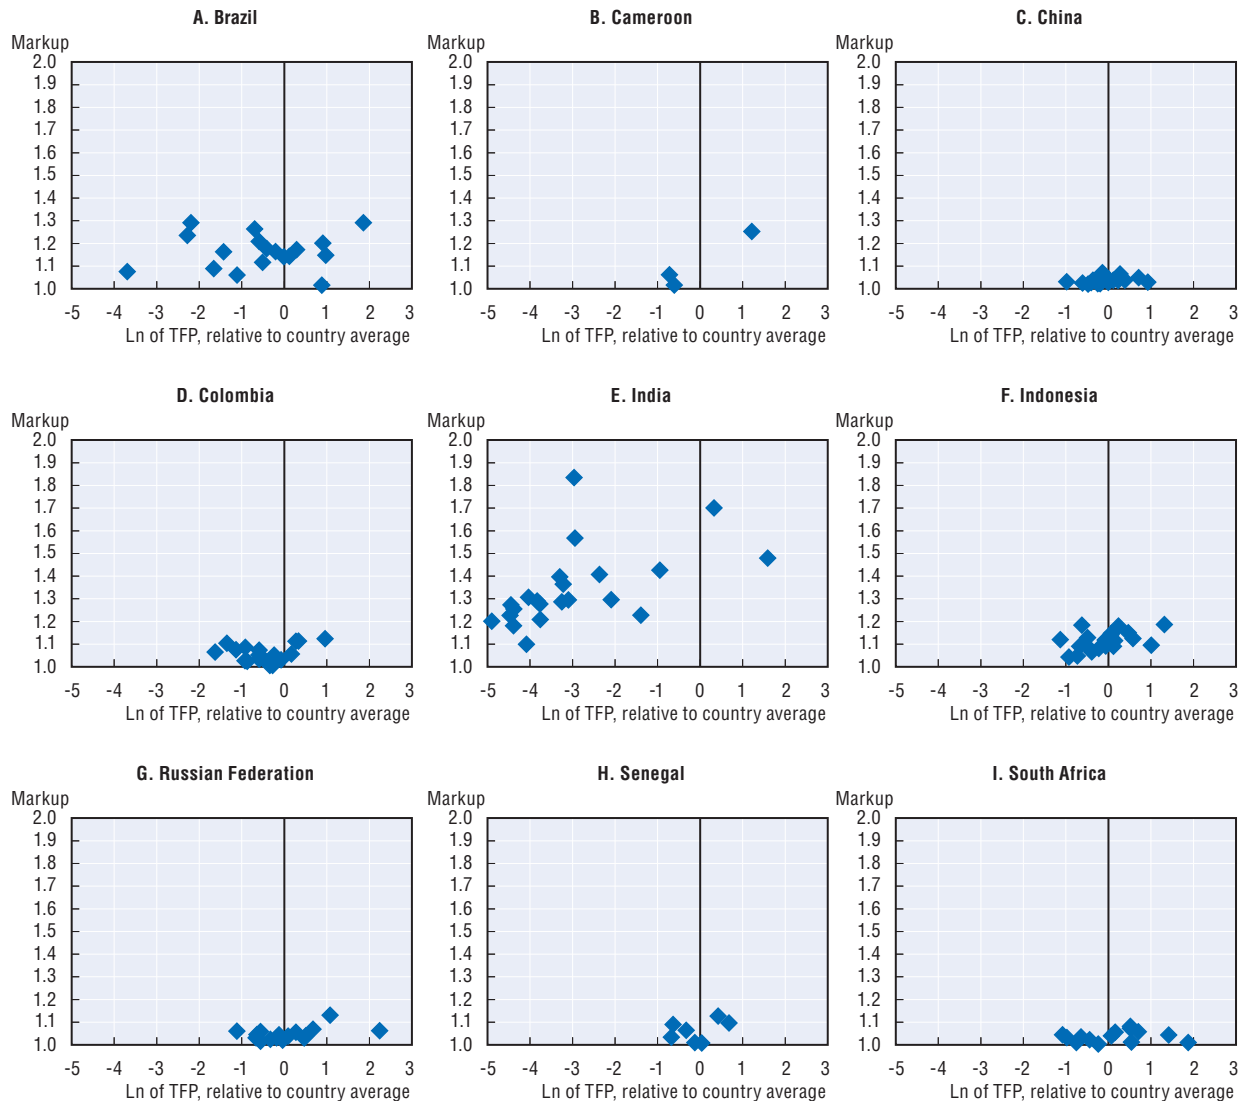 A. Brazil
Markup
2.0
1.9
1.8
1.7
1.6
1.5
1.4
1.3
1.2
1.1
1.0
-5 -4 -3 -2 -1 0 1 2 3
Ln of TFP, relative to country average
B. Cameroon
Markup
2.0
1.9
1.8
1.7
1.6
1.5
1.4
1.3
1.2
1.1
1.0
-5 -4 -3 -2 -1 0 1 2 3
Ln of TFP, relative to country average
C. China
Markup
2.0
1.9
1.8
1.7
1.6
1.5
1.4
1.3
1.2
1.1
1.0
-5 -4 -3 -2 -1 0 1 2 3
Ln of TFP, relative to country average
D. Colombia
Markup
2.0
1.9
1.8
1.7
1.6
1.5
1.4
1.3
1.2
1.1
1.0
-5 -4 -3 -2 -1 0 1 2 3
Ln of TFP, relative to country average
E. India
Markup
2.0
1.9
1.8
1.7
1.6
1.5
1.4
1.3
1.2
1.1
1.0
-5 -4 -3 -2 -1 0 1 2 3
Ln of TFP, relative to country average
F. Indonesia
Markup
2.0
1.9
1.8
1.7
1.6
1.5
1.4
1.3
1.2
1.1
1.0
-5 -4 -3 -2 -1 0 1 2 3
Ln of TFP, relative to country average
G. Russian Federation
Markup
2.0
1.9
1.8
1.7
1.6
1.5
1.4
1.3
1.2
1.1
1.0
-5 -4 -3 -2 -1 0 1 2 3
Ln of TFP, relative to country average
H. Senegal
Markup
2.0
1.9
1.8
1.7
1.6
1.5
1.4
1.3
1.2
1.1
1.0
-5 -4 -3 -2 -1 0 1 2 3
Ln of TFP, relative to country average
I. South Africa
Markup
2.0
1.9
1.8
1.7
1.6
1.5
1.4
1.3
1.2
1.1
1.0
-5 -4 -3 -2 -1 0 1 2 3
Ln of TFP, relative to country average